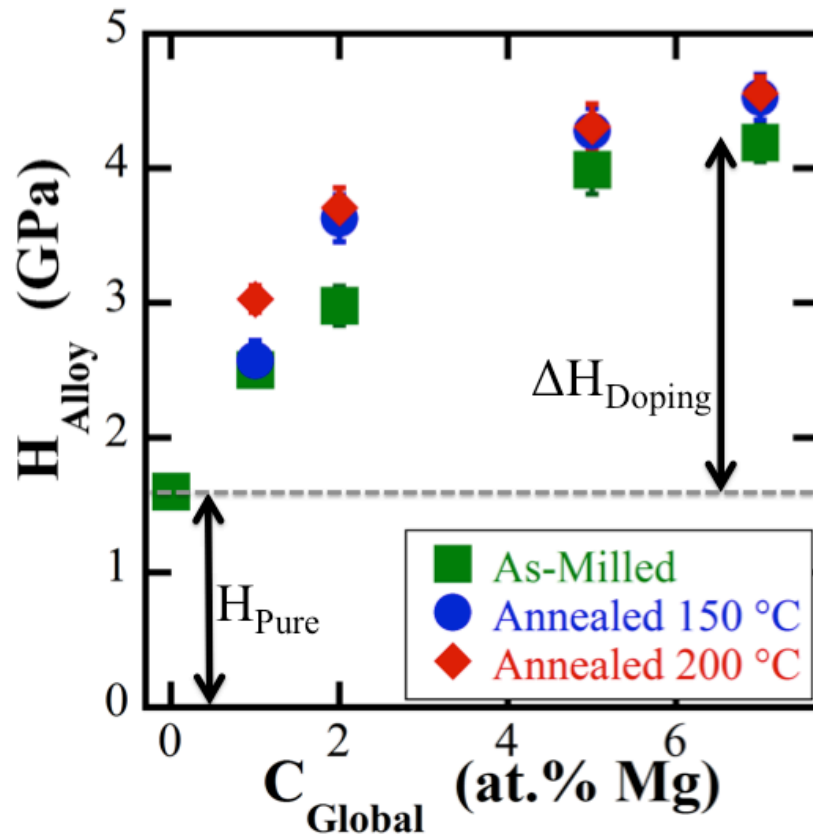 5
4
3
2
1
0
H_Alloy (GPa)
ΔH_Doping
H_Pure
As-Milled
Annealed 150 °C
Annealed 200 °C
0 2 4 6
C_Global (at.% Mg)